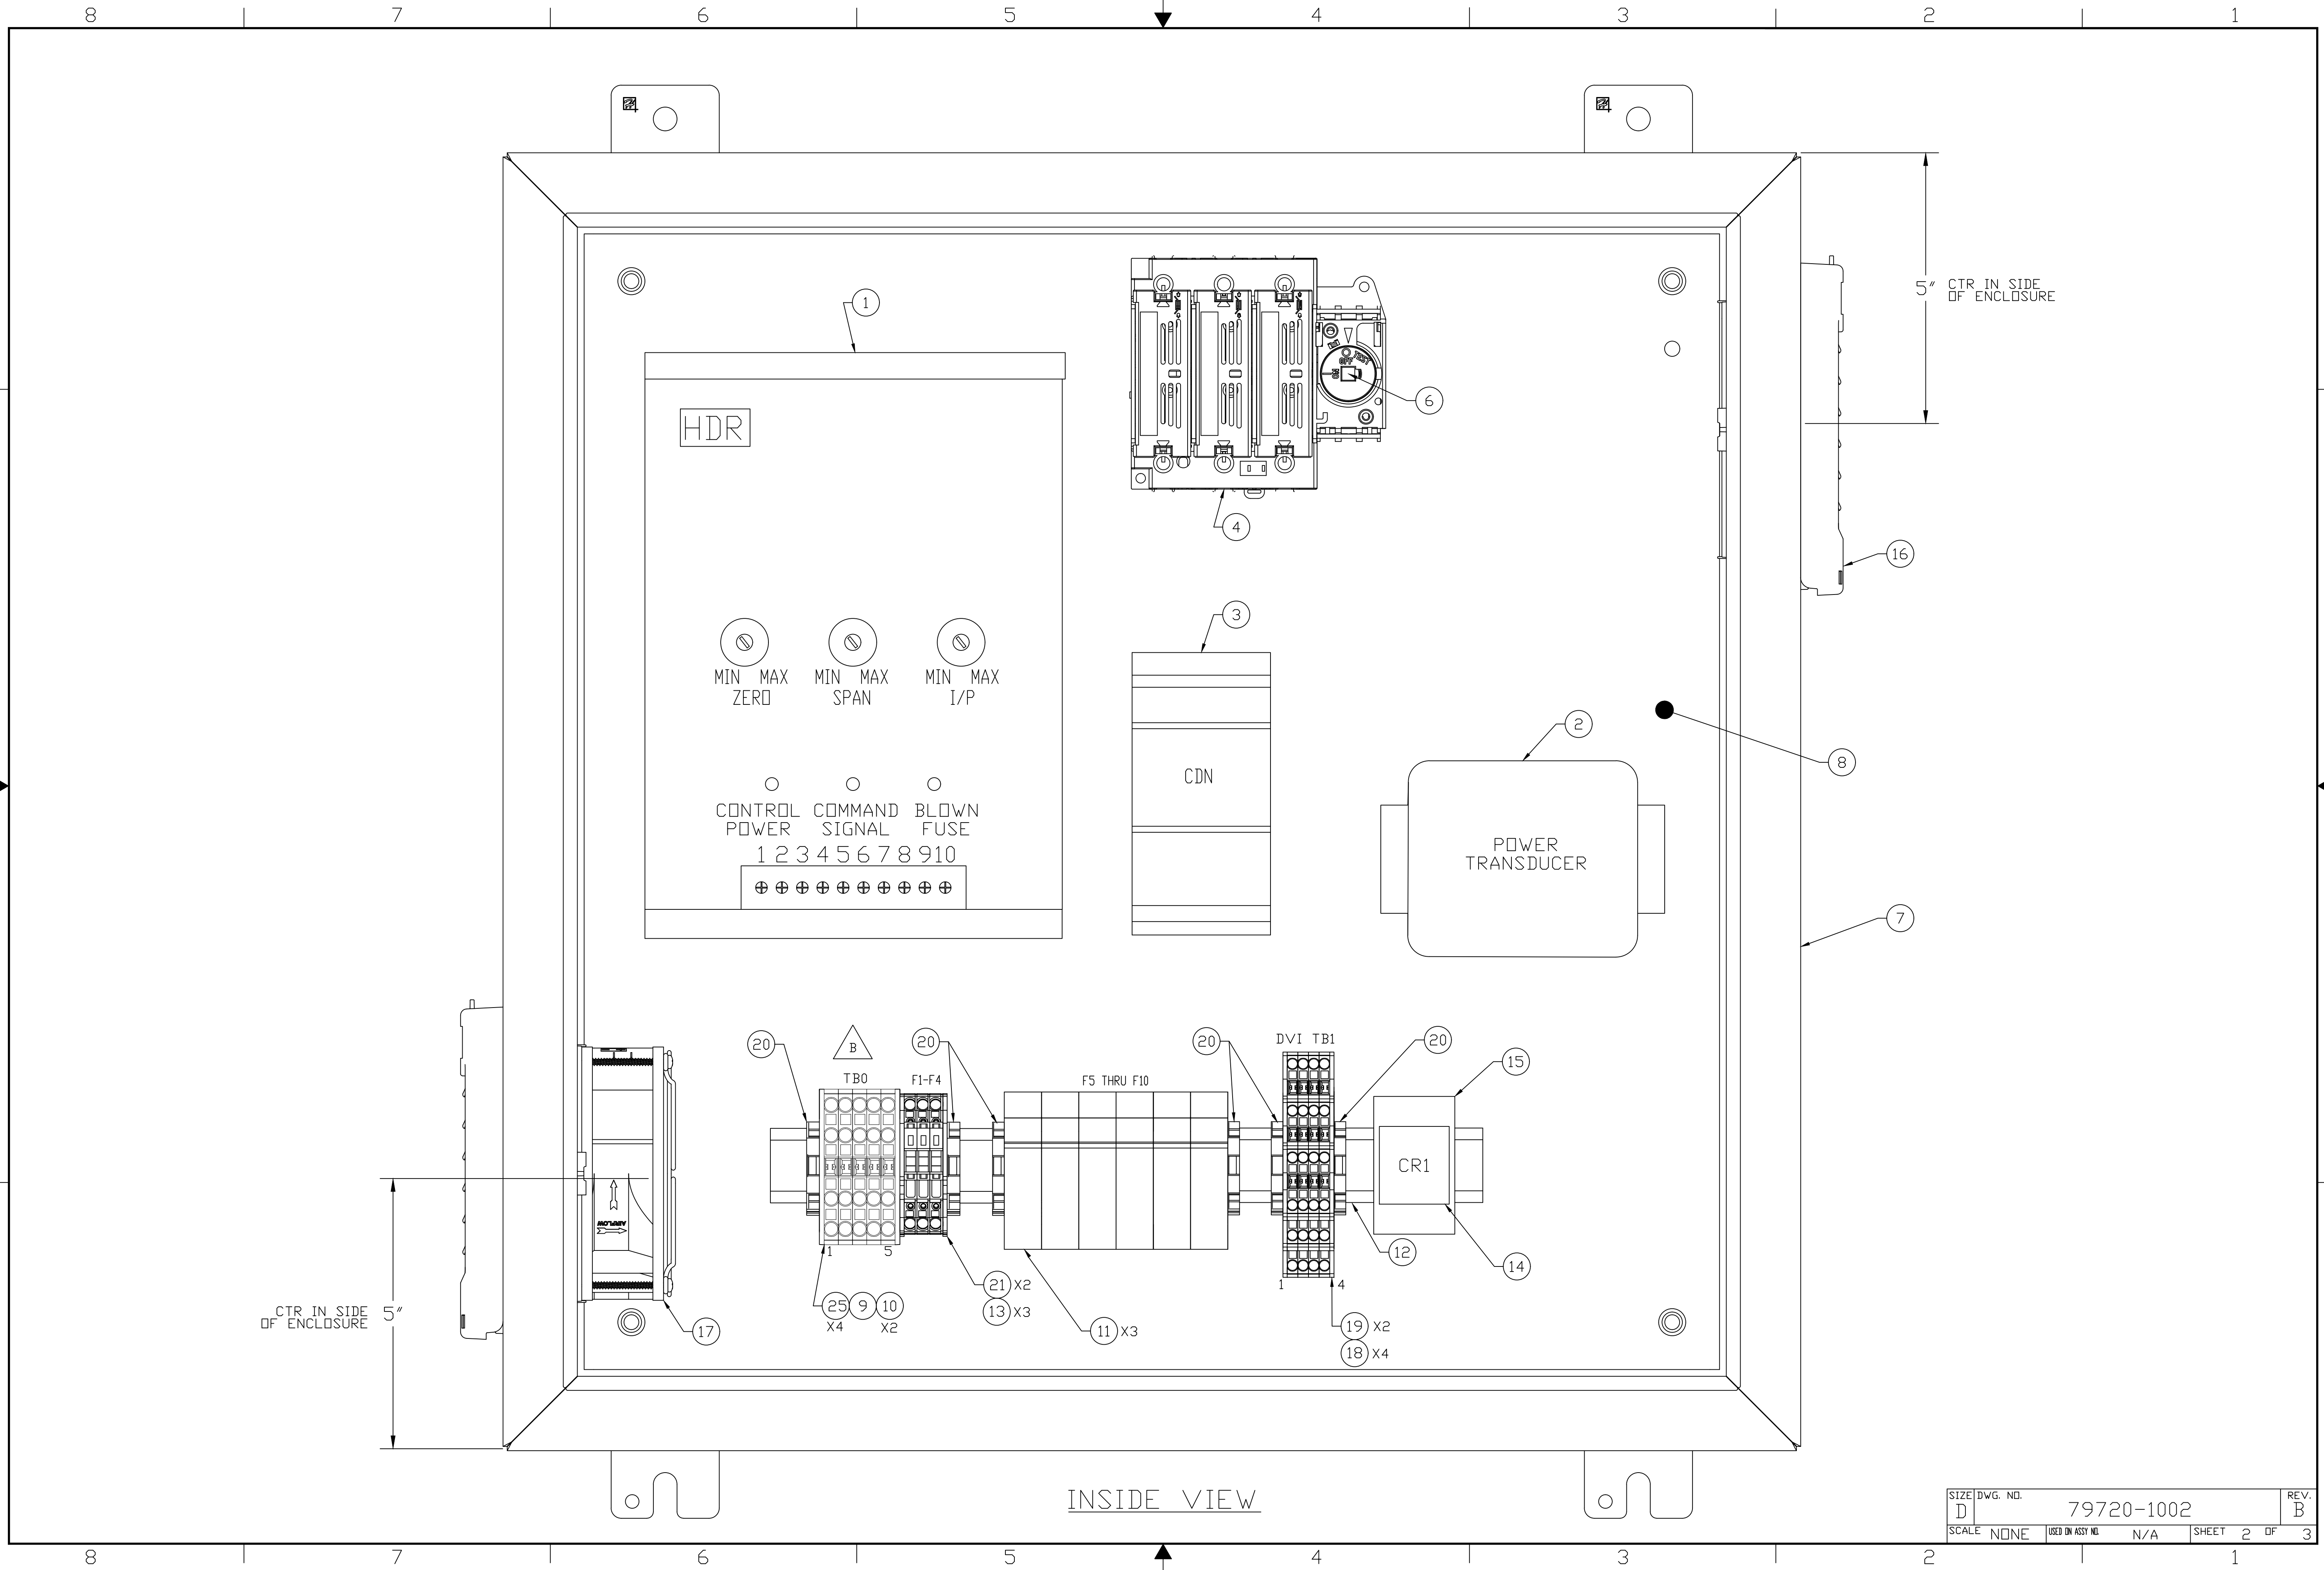 8 7 6 5 4 3 2 1
5" CTR IN SIDE
OF ENCLOSURE
1
HDR
TEST
OFF
ON
6
4
16
3
MIN MAX MIN MAX MIN MAX
ZERO SPAN I/P
2
8
CDN
CONTROL COMMAND BLOWN
POWER SIGNAL FUSE
1 2 3 4 5 6 7 8 9 10
POWER
TRANSDUCER
7
20
B
20
20
DVI TB1
20
15
TB0
F1-F4
F5 THRU F10
CR1
AIRFLOW
1 5
12
14
21 X2
1 4
CTR IN SIDE 5"
OF ENCLOSURE
25 9 10
X4 X2
13 X3
17
11 X3
19 X2
18 X4
INSIDE VIEW
SIZE DWG. NO. REV.
D 79720-1002 B
SCALE NONE USED ON ASSY NO. N/A SHEET 2 OF 3
8 7 6 5 4 3 2 1